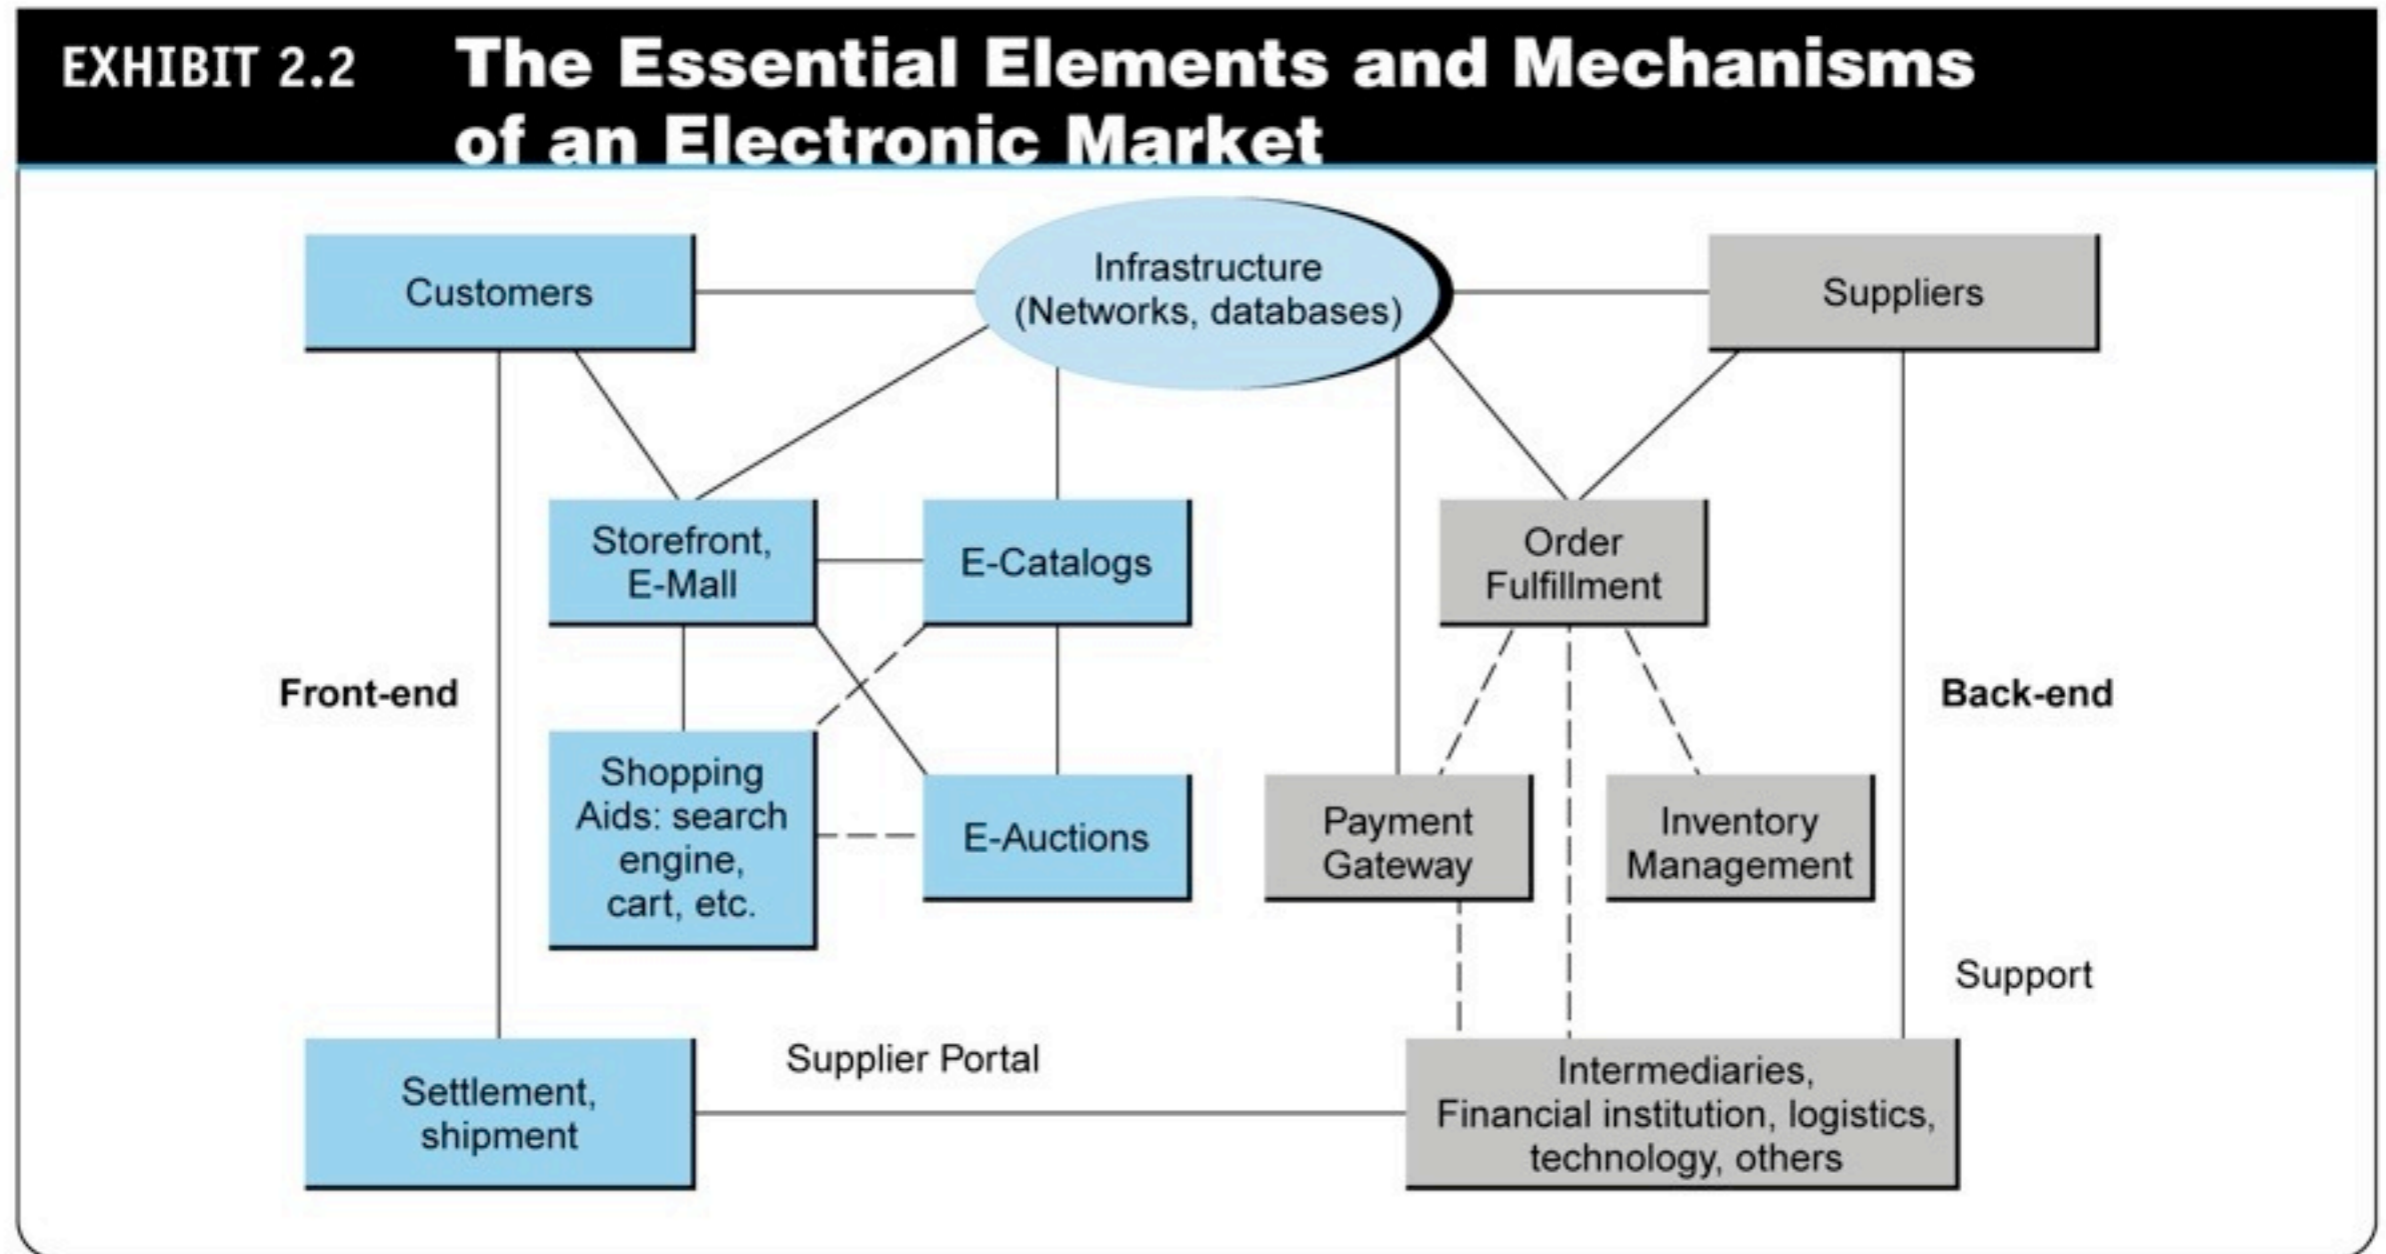 EXHIBIT 2.2
The Essential Elements and Mechanisms
of an Electronic Market
Customers
Infrastructure
(Networks, databases)
Suppliers
Storefront,
E-Mall
E-Catalogs
Order
Fulfillment
Front-end
Back-end
Shopping
Aids: search
engine,
cart, etc.
E-Auctions
Payment
Gateway
Inventory
Management
Support
Settlement,
shipment
Supplier Portal
Intermediaries,
Financial institution, logistics,
technology, others